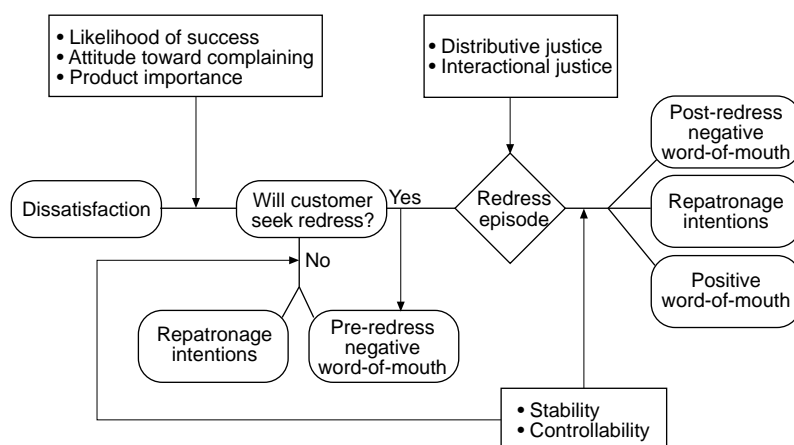 • Likelihood of success
• Attitude toward complaining
• Product importance
• Distributive justice
• Interactional justice
Dissatisfaction
Will customer
seek redress?
Yes
No
Redress
episode
Post-redress
negative
word-of-mouth
Repatronage
intentions
Positive
word-of-mouth
Repatronage
intentions
Pre-redress
negative
word-of-mouth
• Stability
• Controllability